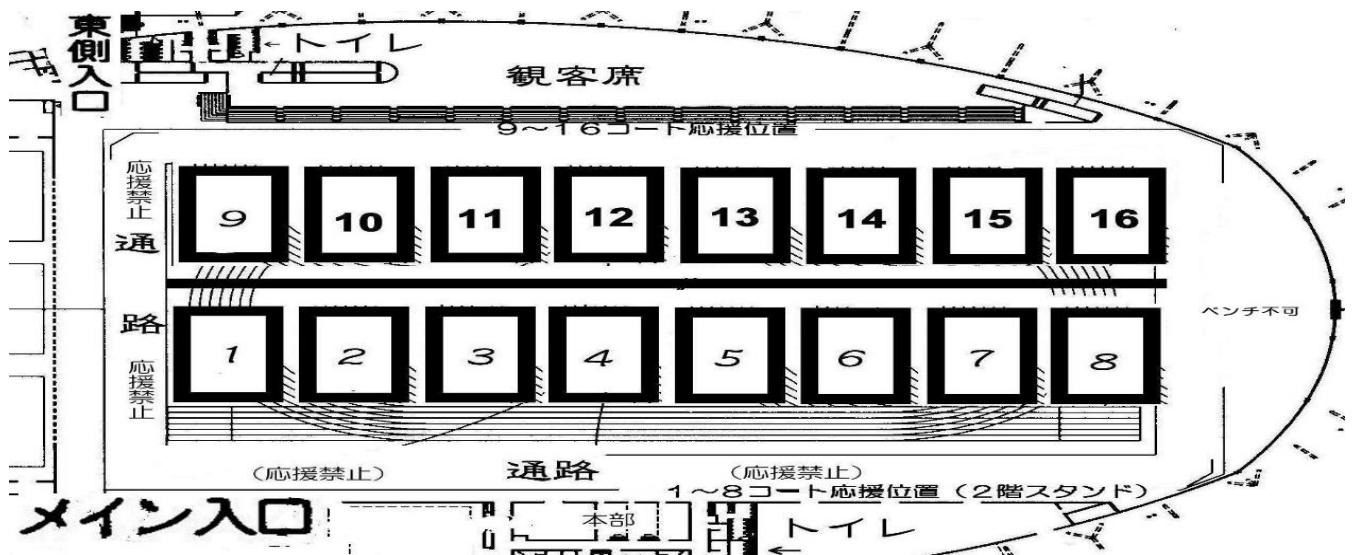 東側入口
←トイレ
観客席
9～16コート応援位置
応援禁止
9 10 11 12 13 14 15 16
通路
ベンチ不可
1 2 3 4 5 6 7 8
応援禁止
（応援禁止） 通路 （応援禁止）
1～8コート応援位置（2階スタンド）
メイン入口
本部
トイレ
←